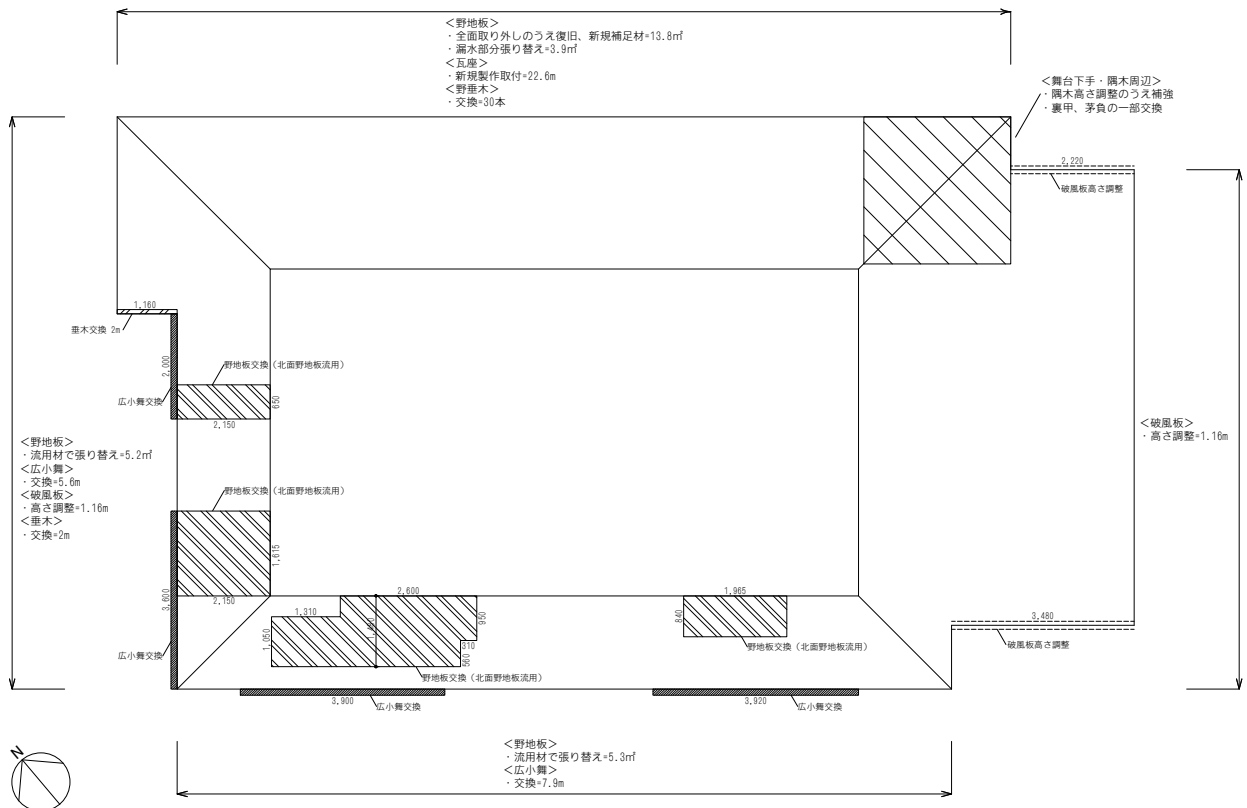 ＜野地板＞
・全面取り外しのうえ復旧、新規補足材=13.8㎡
・漏水部分張り替え=3.9㎡
＜瓦座＞
・新規製作取付=22.6m
＜野垂木＞
・交換=30本
＜舞台下手・隅木周辺＞
・隅木高さ調整のうえ補強
・裏甲、茅負の一部交換
2,220
破風板高さ調整
1,160
垂木交換 2m
2,000
広小舞交換
野地板交換（北面野地板流用）
650
2,150
＜野地板＞
・流用材で張り替え=5.2㎡
＜広小舞＞
・交換=5.6m
＜破風板＞
・高さ調整=1.16m
＜垂木＞
・交換=2m
＜破風板＞
・高さ調整=1.16m
野地板交換（北面野地板流用）
1,615
2,150
3,600
広小舞交換
2,600
1,310
1,050
950
310
560
野地板交換（北面野地板流用）
1,965
840
野地板交換（北面野地板流用）
3,480
破風板高さ調整
3,900
広小舞交換
3,920
広小舞交換
N
＜野地板＞
・流用材で張り替え=5.3㎡
＜広小舞＞
・交換=7.9m